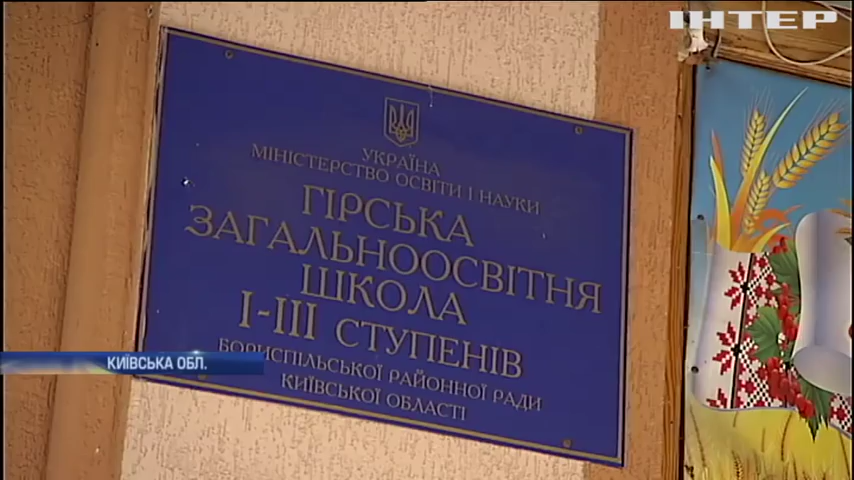 ІНТЕР
УКРАЇНА
МІНІСТЕРСТВО ОСВІТИ І НАУКИ
ГІРСЬКА
ЗАГАЛЬНООСВІТНЯ
ШКОЛА
І-ІІІ СТУПЕНІВ
БОРИСПІЛЬСЬКОЇ РАЙОННОЇ РАДИ
КИЇВСЬКОЇ ОБЛАСТІ
КИЇВСЬКА ОБЛ.